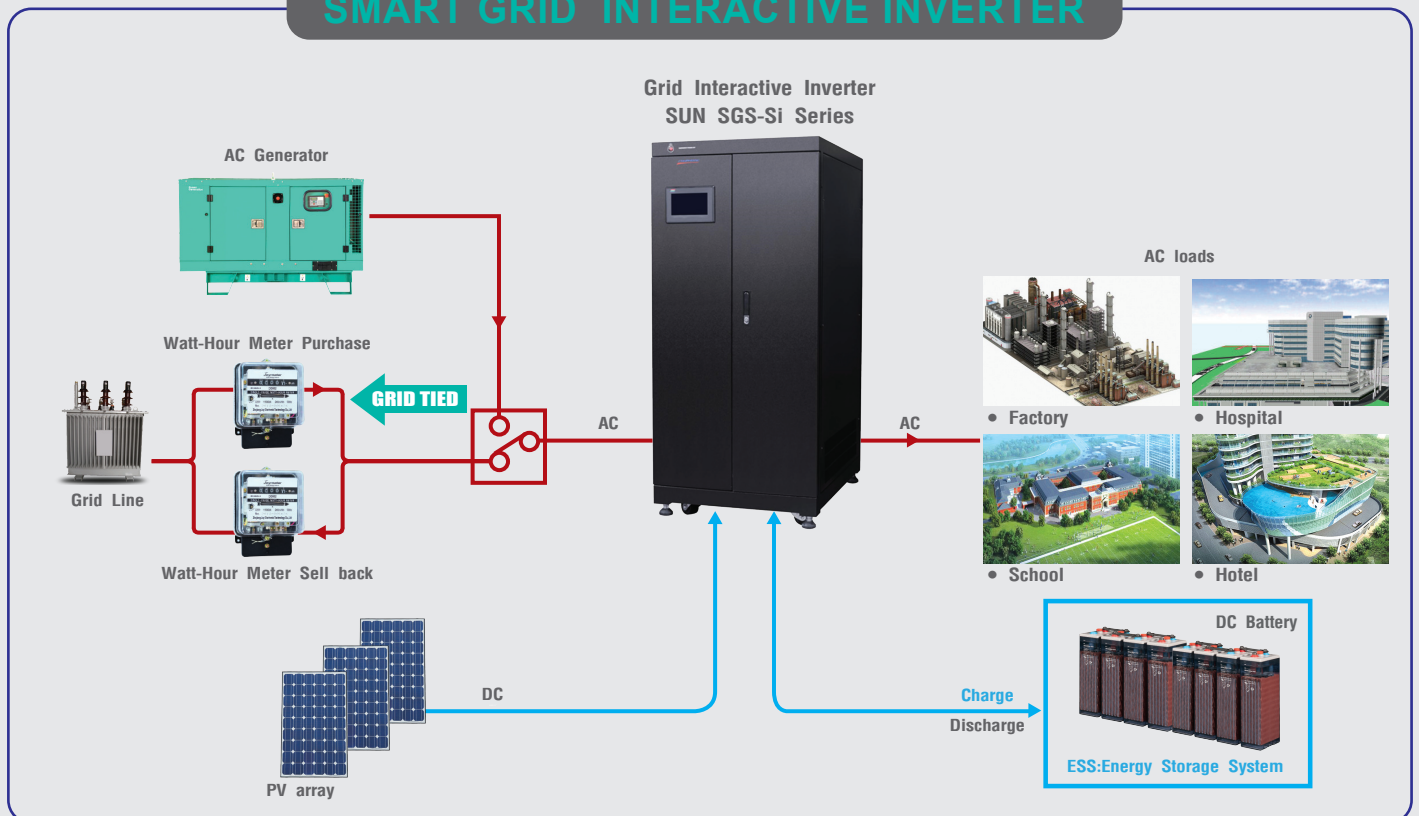 SMART GRID INTERACTIVE INVERTER
Grid Interactive Inverter
SUN SGS-Si Series
AC Generator
Watt-Hour Meter Purchase
GRID TIED
Grid Line
Watt-Hour Meter Sell back
AC
AC
AC loads
• Factory
• Hospital
• School
• Hotel
PV array
DC
Charge
Discharge
DC Battery
ESS:Energy Storage System